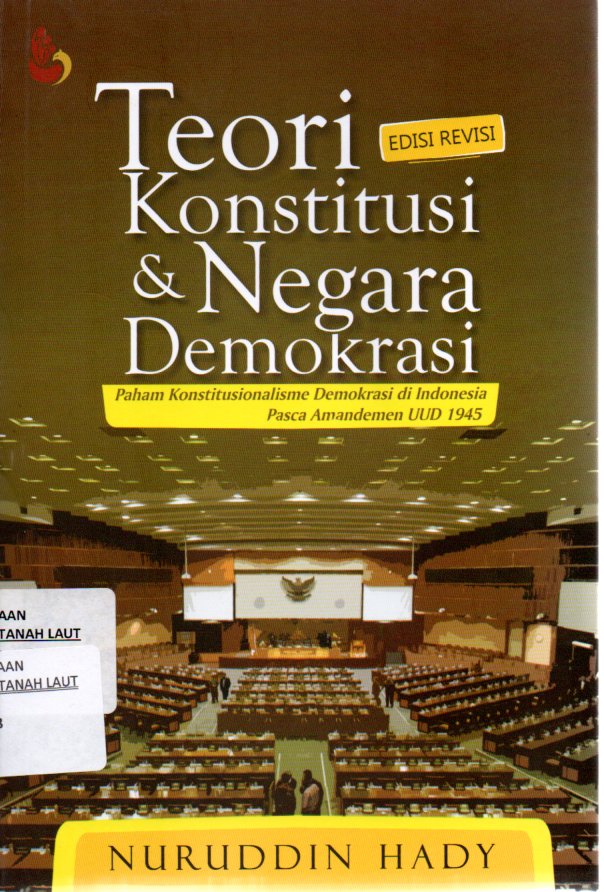 Teori
EDISI REVISI
Konstitusi
& Negara
Demokrasi
Paham Konstitusionalisme Demokrasi di Indonesia
Pasca Amandemen UUD 1945
AAN
TANAH LAUT
AAN
TANAH LAUT
NURUDDIN HADY